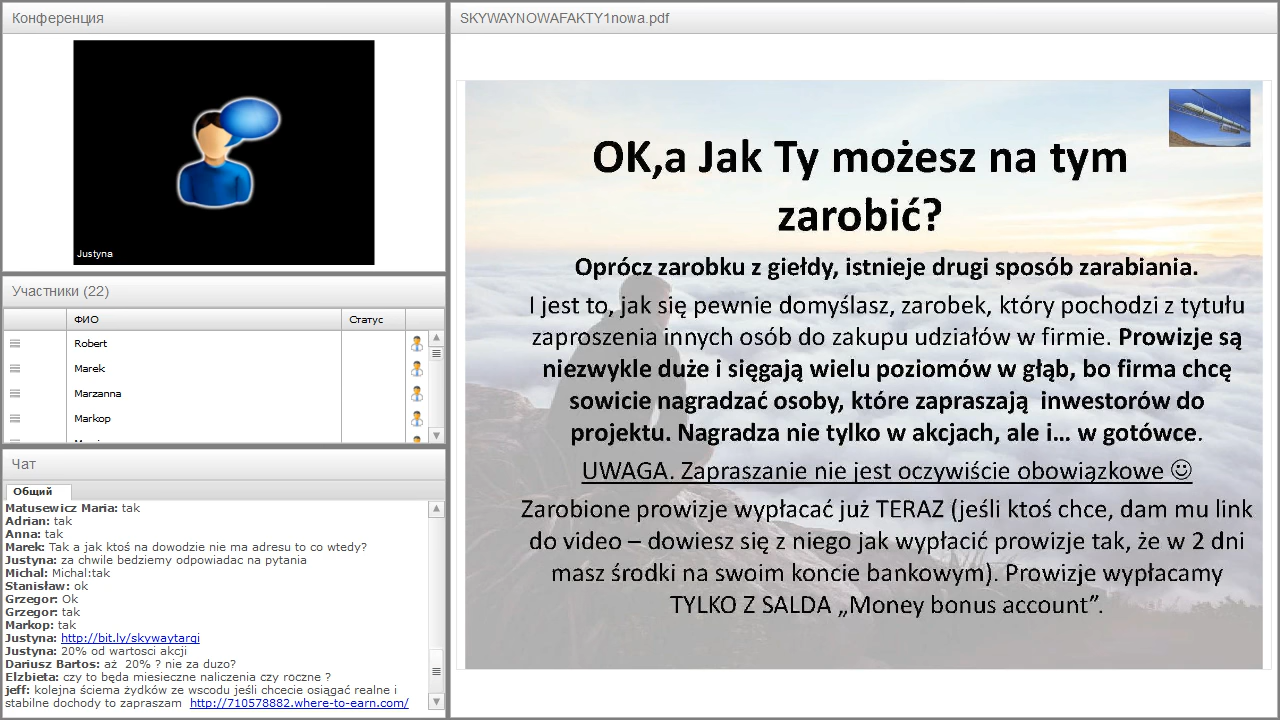 Конференция
Justyna
Участники (22)
ФИО
Статус
Robert
Marek
Marzanna
Markop
Чат
Общий
Matusewicz Maria: tak
Adrian: tak
Anna: tak
Marek: Tak a jak ktoś na dowodzie nie ma adresu to co wtedy?
Justyna: za chwile bedziemy odpowiadac na pytania
Michal: Michal:tak
Stanisław: ok
Grzegor: Ok
Grzegor: tak
Markop: tak
Justyna: http://bit.ly/skywaytargi
Justyna: 20% od wartosci akcji
Dariusz Bartos: aż 20% ? nie za duzo?
Elzbieta: czy to będa miesięczne naliczenia czy roczne ?
jeff: kolejna ściema żydków ze wscodu jeśli chcecie osiągać realne i
stabilne dochody to zapraszam http://710578882.where-to-earn.com/
SKYWAYNOWAFAKTY1nowa.pdf
OK,a Jak Ty możesz na tym
zarobić?
Oprócz zarobku z giełdy, istnieje drugi sposób zarabiania.
I jest to, jak się pewnie domyślasz, zarobek, który pochodzi z tytułu
zaproszenia innych osób do zakupu udziałów w firmie. Prowizje są
niezwykle duże i sięgają wielu poziomów w głąb, bo firma chcę
sowicie nagradzać osoby, które zapraszają inwestorów do
projektu. Nagradza nie tylko w akcjach, ale i… w gotówce.
UWAGA. Zapraszanie nie jest oczywiście obowiązkowe ☺
Zarobione prowizje wypłacać już TERAZ (jeśli ktoś chce, dam mu link
do video – dowiesz się z niego jak wypłacić prowizje tak, że w 2 dni
masz środki na swoim koncie bankowym). Prowizje wypłacamy
TYLKO Z SALDA „Money bonus account”.